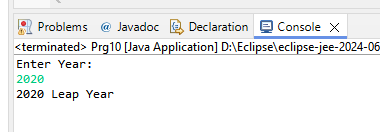 Problems @ Javadoc Declaration Console ×
<terminated> Prg10 [Java Application] D:\Eclipse\eclipse-jee-2024-06
Enter Year:
2020
2020 Leap Year